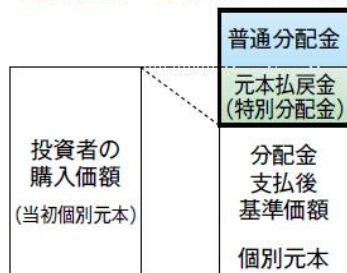 普通分配金
元本払戻金
(特別分配金)
投資者の
購入価額
(当初個別元本)
分配金
支払後
基準価額
個別元本